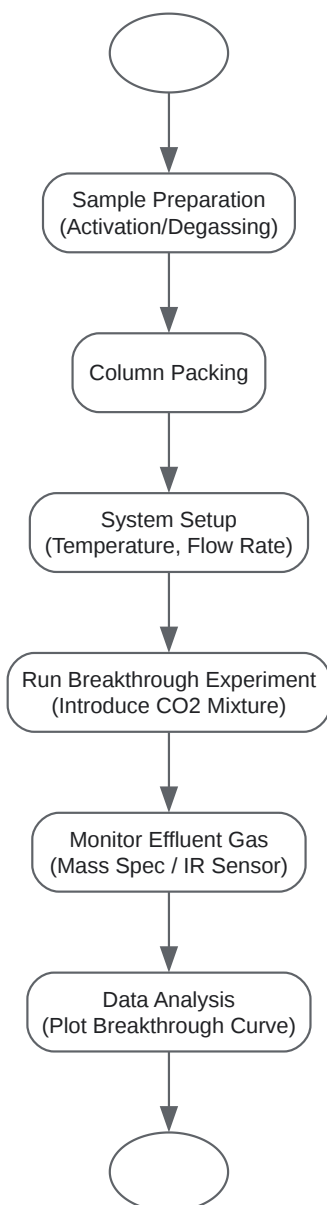 Sample Preparation
(Activation/Degassing)
Column Packing
System Setup
(Temperature, Flow Rate)
Run Breakthrough Experiment
(Introduce CO2 Mixture)
Monitor Effluent Gas
(Mass Spec / IR Sensor)
Data Analysis
(Plot Breakthrough Curve)